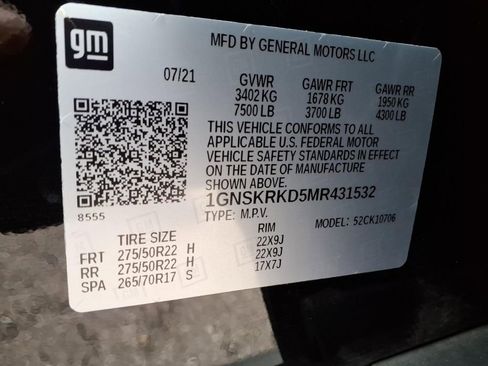 gm
MFD BY GENERAL MOTORS LLC
07/21 GVWR GAWR FRT GAWR RR
3402 KG 1678 KG 1950 KG
7500 LB 3700 LB 4300 LB
THIS VEHICLE CONFORMS TO ALL
APPLICABLE U.S. FEDERAL MOTOR
VEHICLE SAFETY STANDARDS IN EFFECT
ON THE DATE OF MANUFACTURE
SHOWN ABOVE.
8555 1GNSKRKD5MR431532
TYPE: M.P.V. 52CK10706
TIRE SIZE RIM
FRT 275/50R22 H 22X9J
RR 275/50R22 H 22X9J
SPA 265/70R17 S 17X7J